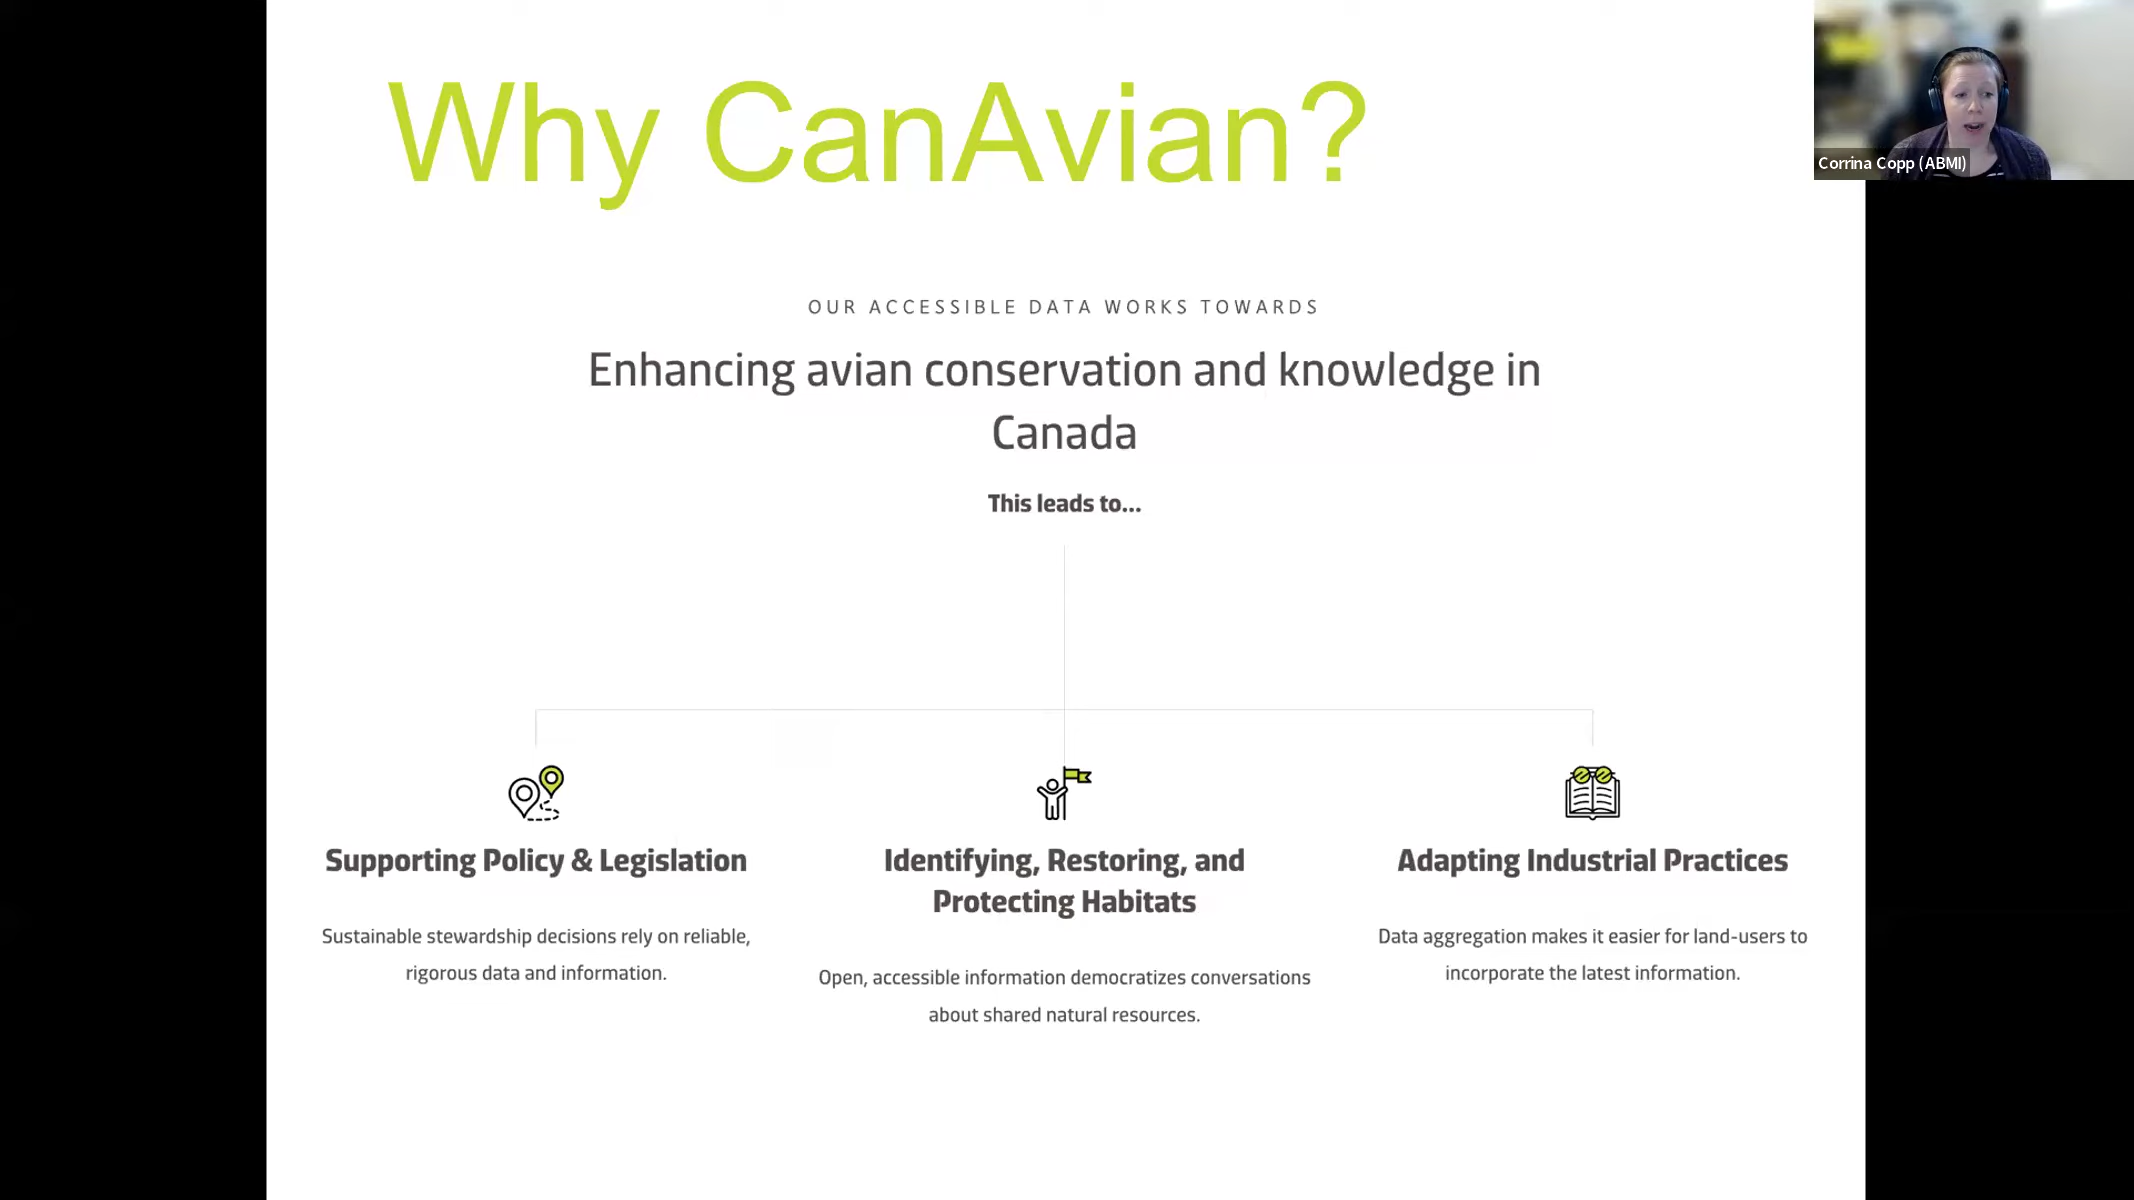 Why CanAvian?
Corrina Copp (ABMI)
OUR ACCESSIBLE DATA WORKS TOWARDS
Enhancing avian conservation and knowledge in
Canada
This leads to...
Supporting Policy & Legislation
Sustainable stewardship decisions rely on reliable,
rigorous data and information.
Identifying, Restoring, and
Protecting Habitats
Open, accessible information democratizes conversations
about shared natural resources.
Adapting Industrial Practices
Data aggregation makes it easier for land-users to
incorporate the latest information.